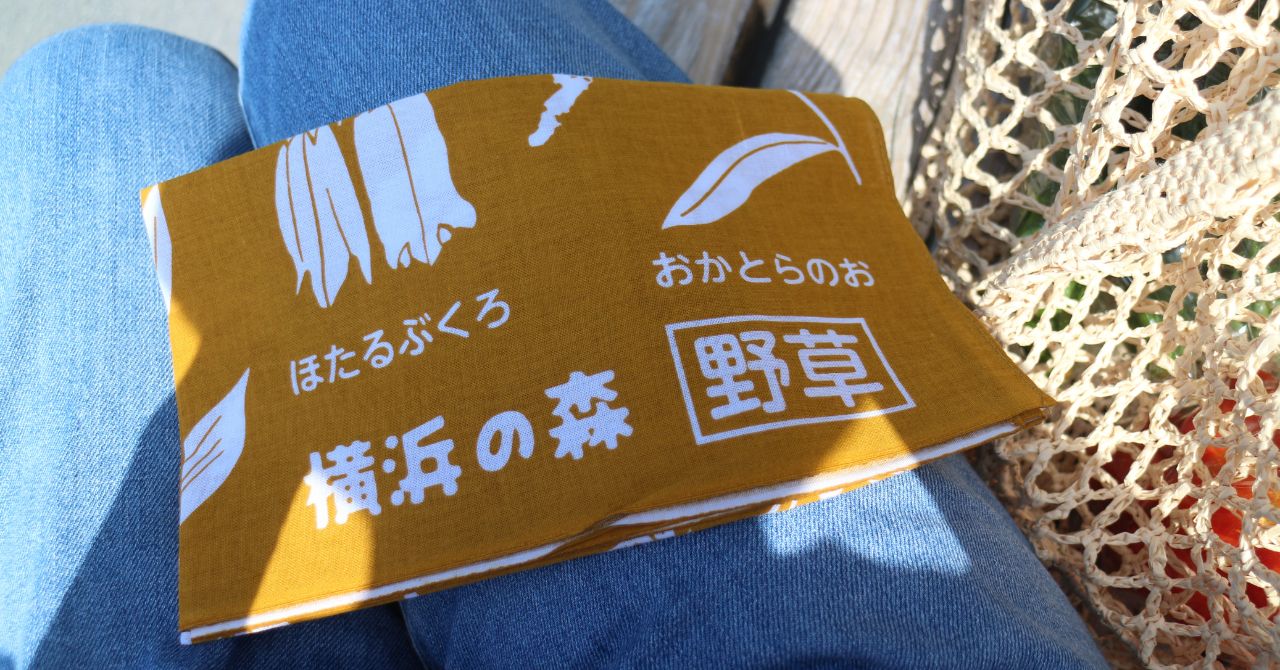 おかとらのお
ほたるぶくろ
横浜の森
野草